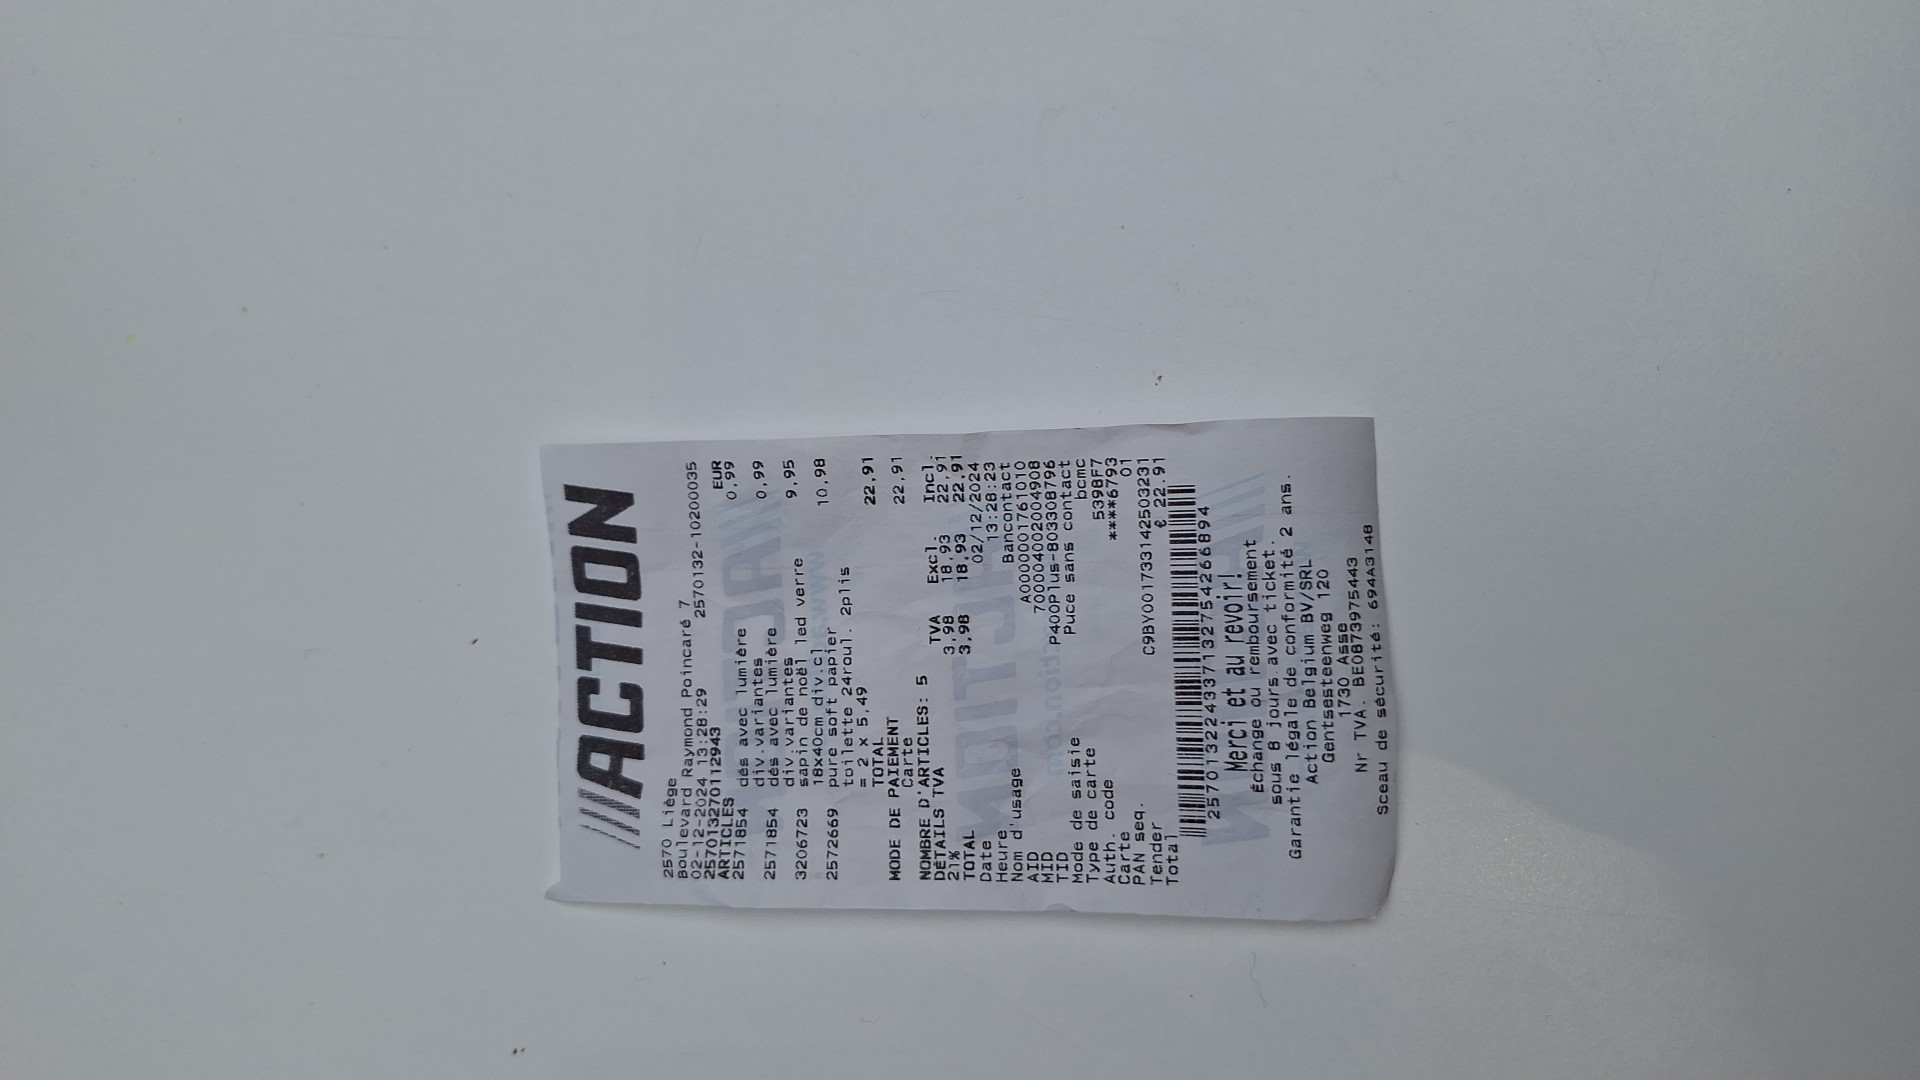 ///ACTION
2570 Liège
Boulevard Raymond Poincaré 7
02-12-2024 13:28:29 2570132-10200035
2570132701 12943
ARTICLES EUR
2571854 dés avec lumière 0,99
div.variantes
2571854 dés avec lumière 0,99
div.variantes
3206723 sapin de noël led verre 9,95
18x40cm div.cl
2572669 pure soft papier 10,98
toilette 24roul. 2plis
= 2 x 5,49
TOTAL 22,91
MODE DE PAIEMENT
Carte 22,91
NOMBRE D'ARTICLES: 5
DÉTAILS TVA TVA Excl. Incl.
21% 3,98 18,93 22,91
TOTAL 3,98 18,93 22,91
Date 02/12/2024
Heure 13:28:23
Nom d'usage Bancontact
AID A0000001761010
MID 700004002004908
TID P400Plus-803308796
Mode de saisie Puce sans contact
Type de carte bcmc
Auth. code 5398F7
Carte ****6793
PAN seq. 01
Tender C9BY001733142503231
Total € 22.91
2570132243371327542668​94
Merci et au revoir!
Échange ou remboursement
sous 8 jours avec ticket.
Garantie légale de conformité 2 ans.
Action Belgium BV/SRL
Gentsesteenweg 120
1730 Asse
Nr TVA. BE0873975443
Sceau de sécurité: 694A3148